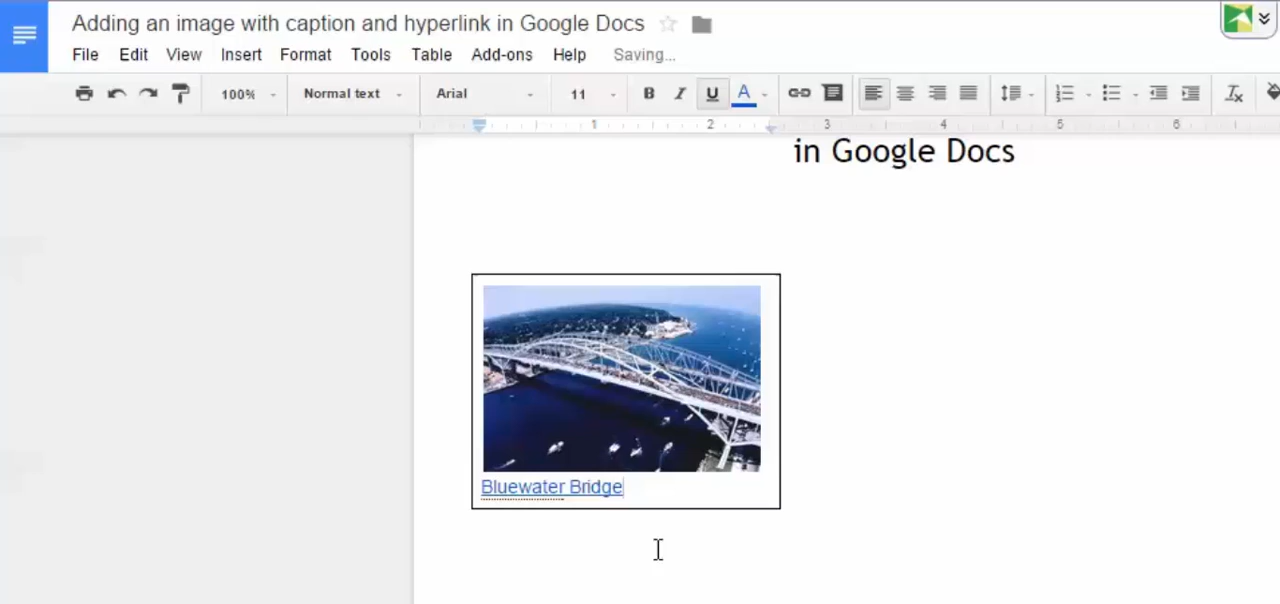 Adding an image with caption and hyperlink in Google Docs
File Edit View Insert Format Tools Table Add-ons Help Saving...
100% Normal text Arial 11 B I U A
1 2 3 4 5 6
in Google Docs
Bluewater Bridge